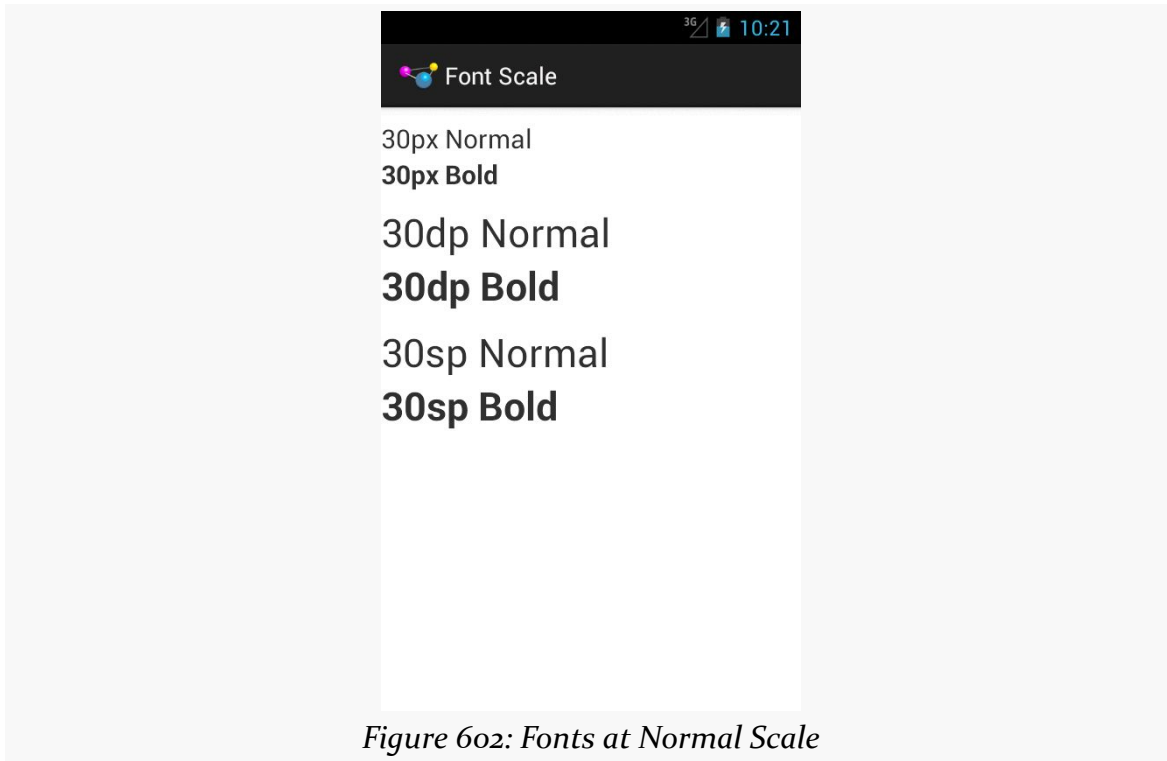 3G 10:21
Font Scale
30px Normal
30px Bold
30dp Normal
30dp Bold
30sp Normal
30sp Bold
Figure 602: Fonts at Normal Scale